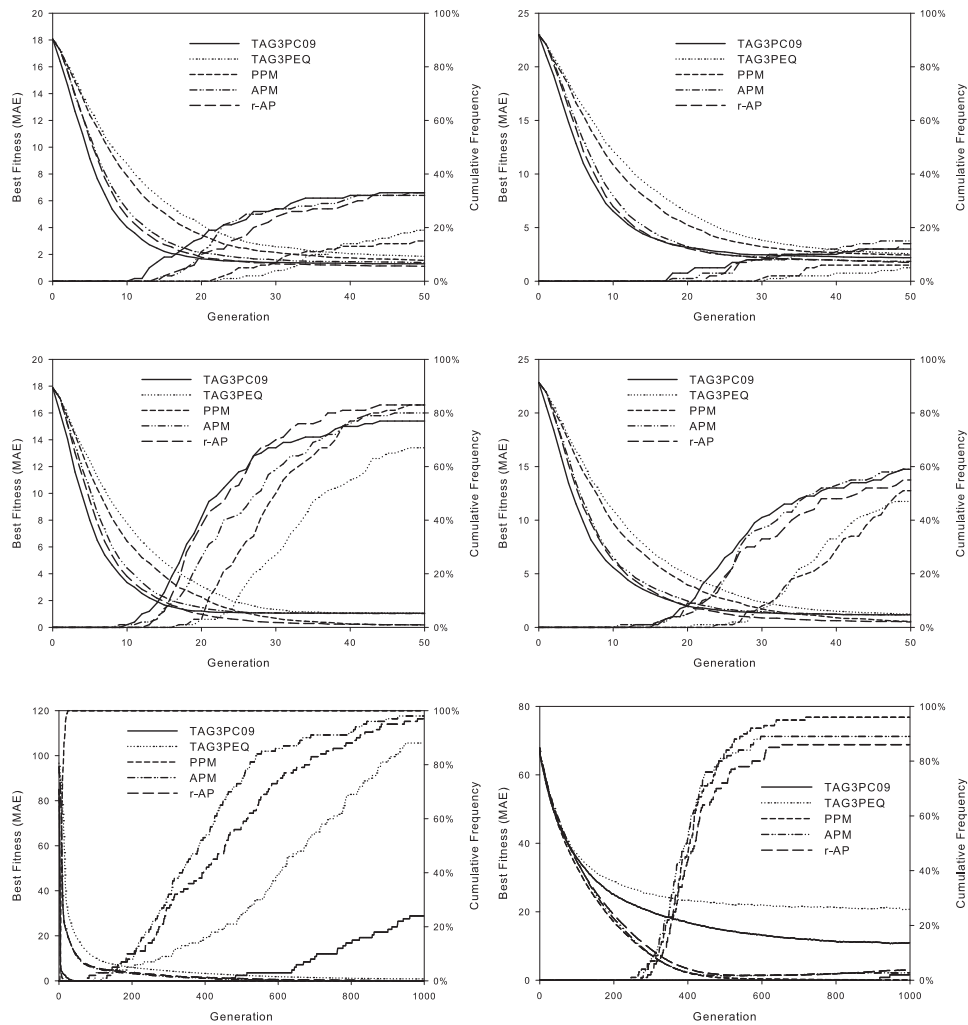 20
18
16
14
12
10
8
6
4
2
0
100%
80%
60%
40%
20%
0%
0 10 20 30 40 50
Best Fitness (MAE)
Cumulative Frequency
Generation
TAG3PC09
TAG3PEQ
PPM
APM
r-AP
25
20
15
10
5
0
100%
80%
60%
40%
20%
0%
0 10 20 30 40 50
Best Fitness (MAE)
Cumulative Frequency
Generation
TAG3PC09
TAG3PEQ
PPM
APM
r-AP
20
18
16
14
12
10
8
6
4
2
0
100%
80%
60%
40%
20%
0%
0 10 20 30 40 50
Best Fitness (MAE)
Cumulative Frequency
Generation
TAG3PC09
TAG3PEQ
PPM
APM
r-AP
25
20
15
10
5
0
100%
80%
60%
40%
20%
0%
0 10 20 30 40 50
Best Fitness (MAE)
Cumulative Frequency
Generation
TAG3PC09
TAG3PEQ
PPM
APM
r-AP
120
100
80
60
40
20
0
100%
80%
60%
40%
20%
0%
0 200 400 600 800 1000
Best Fitness (MAE)
Cumulative Frequency
Generation
TAG3PC09
TAG3PEQ
PPM
APM
r-AP
80
60
40
20
0
100%
80%
60%
40%
20%
0%
0 200 400 600 800 1000
Best Fitness (MAE)
Cumulative Frequency
Generation
TAG3PC09
TAG3PEQ
PPM
APM
r-AP